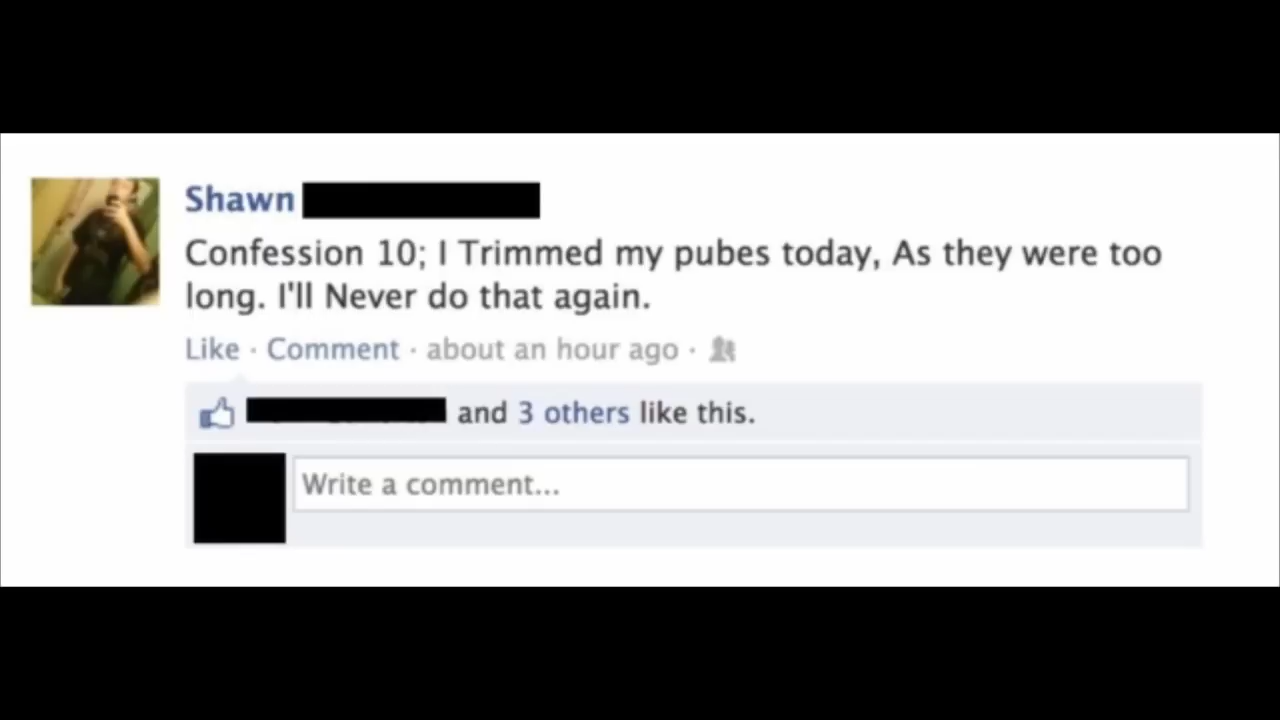 Shawn
Confession 10; I Trimmed my pubes today, As they were too
long. I'll Never do that again.
Like · Comment · about an hour ago ·
and 3 others like this.
Write a comment...